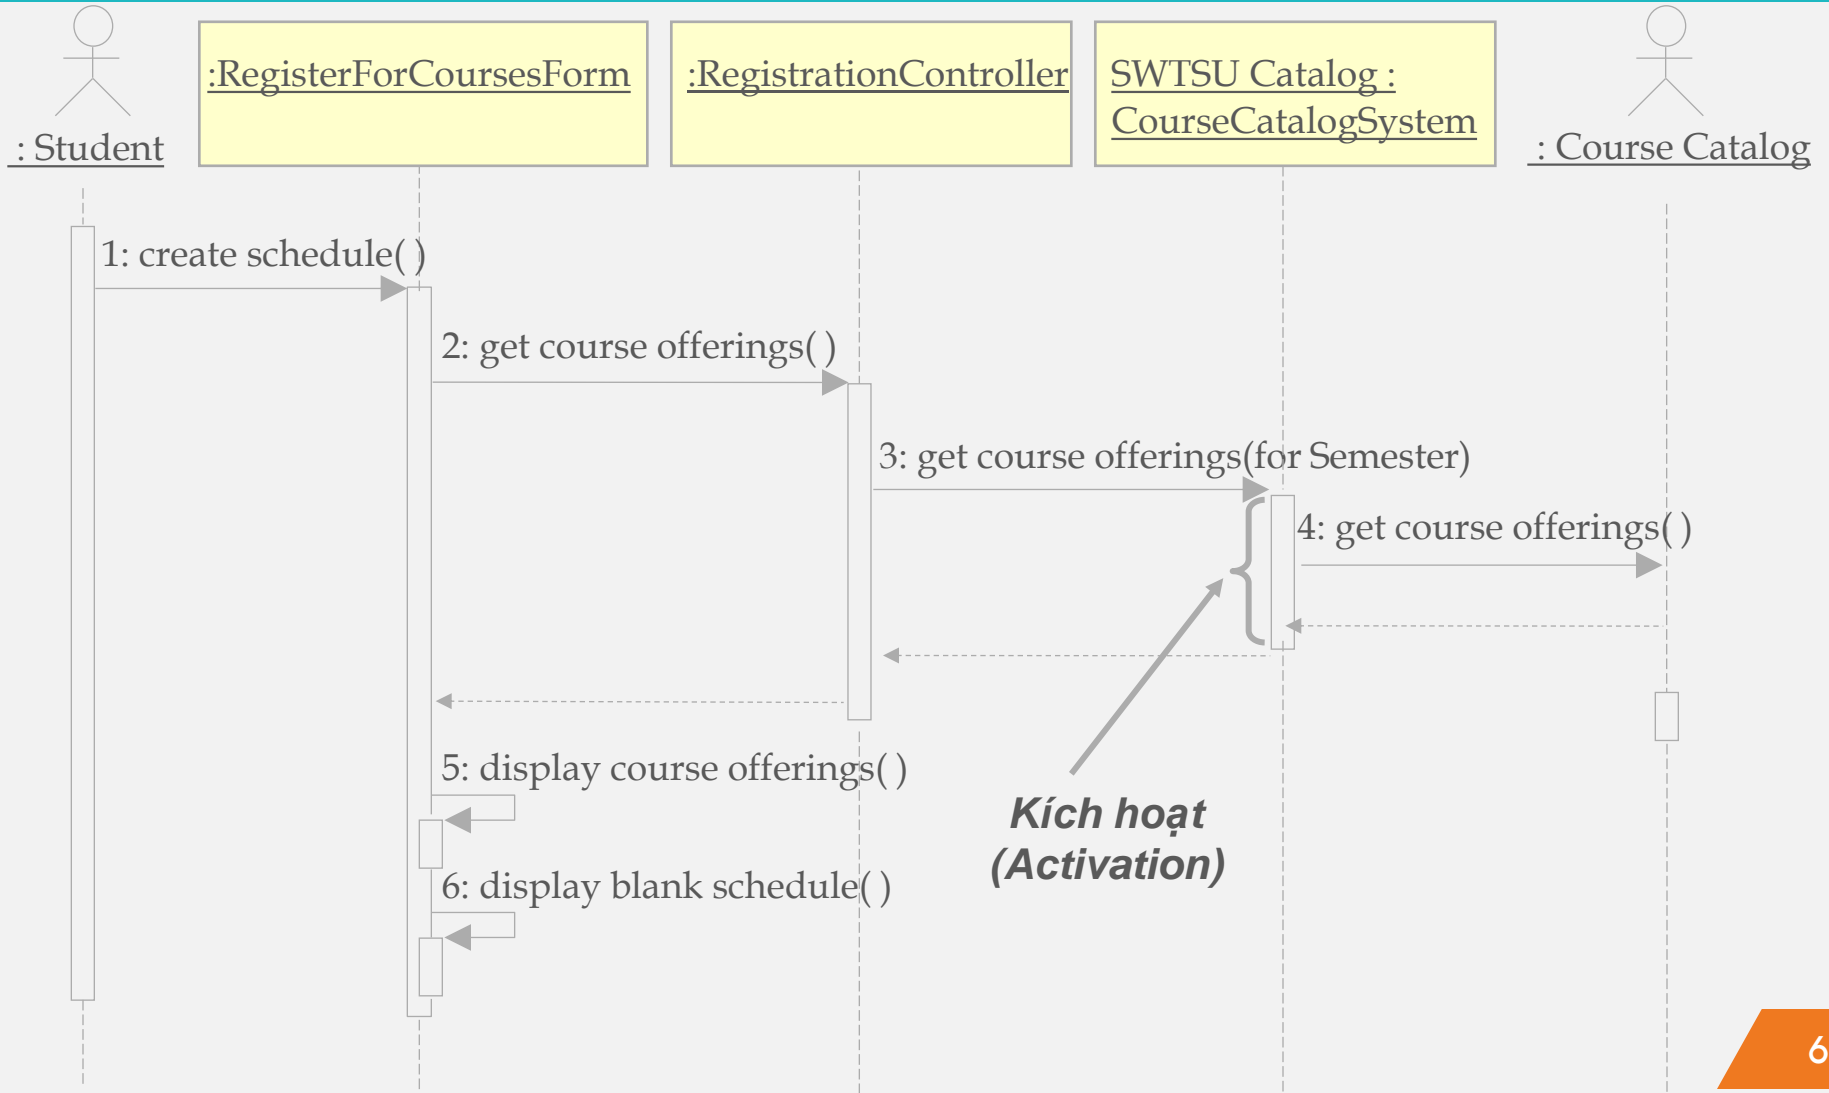 :RegisterForCoursesForm
:RegistrationController
SWTSU Catalog :
CourseCatalogSystem
: Student
: Course Catalog
1: create schedule( )
2: get course offerings( )
3: get course offerings(for Semester)
4: get course offerings( )
5: display course offerings( )
Kích hoạt
(Activation)
6: display blank schedule( )
6